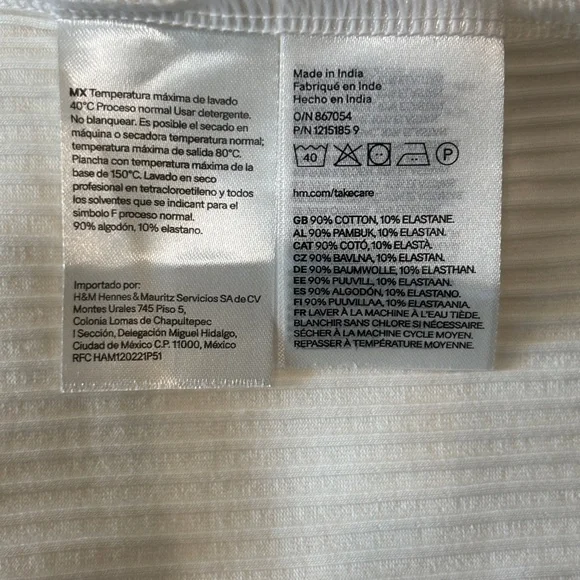 MX Temperatura máxima de lavado
40°C Proceso normal Usar detergente.
No blanquear. Es posible el secado en
máquina o secadora temperatura normal;
temperatura máxima de salida 80°C.
Plancha con temperatura máxima de la
base de 150°C. Lavado en seco
profesional en tetracloroetileno y todos
los solventes que se indicant para el
simbolo F proceso normal.
90% algodón, 10% elastano.
Importado por:
H&M Hennes & Mauritz Servicios SA de CV
Montes Urales 745 Piso 5,
Colonia Lomas de Chapultepec
I Sección, Delegación Miguel Hidalgo,
Ciudad de México C.P. 11000, México
RFC HAM120221P51
Made in India
Fabriqué en Inde
Hecho en India
O/N 867054
P/N 1215185 9
40 P
hm.com/takecare
GB 90% COTTON, 10% ELASTANE.
AL 90% PAMBUK, 10% ELASTAN.
CAT 90% COTÓ, 10% ELASTÀ.
CZ 90% BAVLNA, 10% ELASTAN.
DE 90% BAUMWOLLE, 10% ELASTHAN.
EE 90% PUUVILL, 10% ELASTAAN.
ES 90% ALGODÓN, 10% ELASTANO.
FI 90% PUUVILLAA, 10% ELASTAANIA.
FR LAVER À LA MACHINE À L'EAU TIÈDE,
BLANCHIR SANS CHLORE SI NÉCESSAIRE.
SÉCHER À LA MACHINE CYCLE MOYEN.
REPASSER À TEMPÉRATURE MOYENNE.